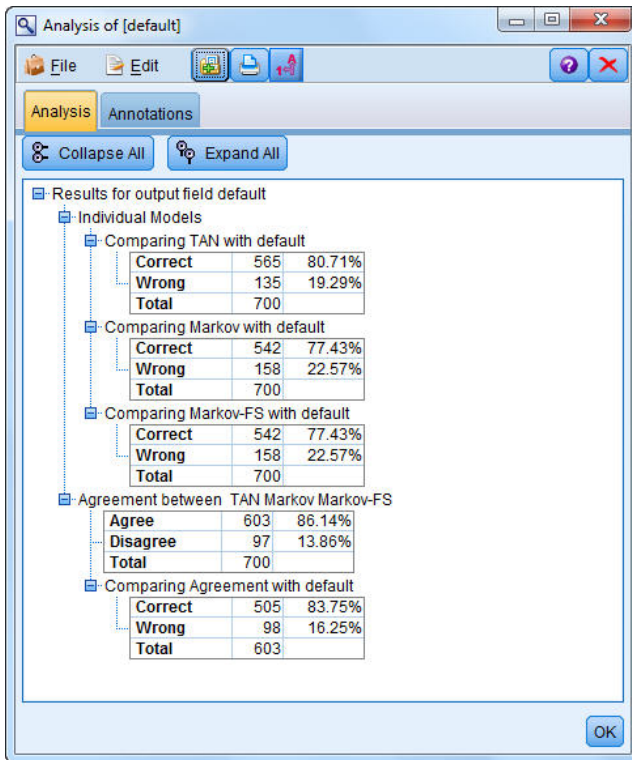 Analysis of [default]
File Edit
Analysis Annotations
Collapse All Expand All
Results for output field default
Individual Models
Comparing TAN with default
Correct 565 80.71%
Wrong 135 19.29%
Total 700
Comparing Markov with default
Correct 542 77.43%
Wrong 158 22.57%
Total 700
Comparing Markov-FS with default
Correct 542 77.43%
Wrong 158 22.57%
Total 700
Agreement between TAN Markov Markov-FS
Agree 603 86.14%
Disagree 97 13.86%
Total 700
Comparing Agreement with default
Correct 505 83.75%
Wrong 98 16.25%
Total 603
OK